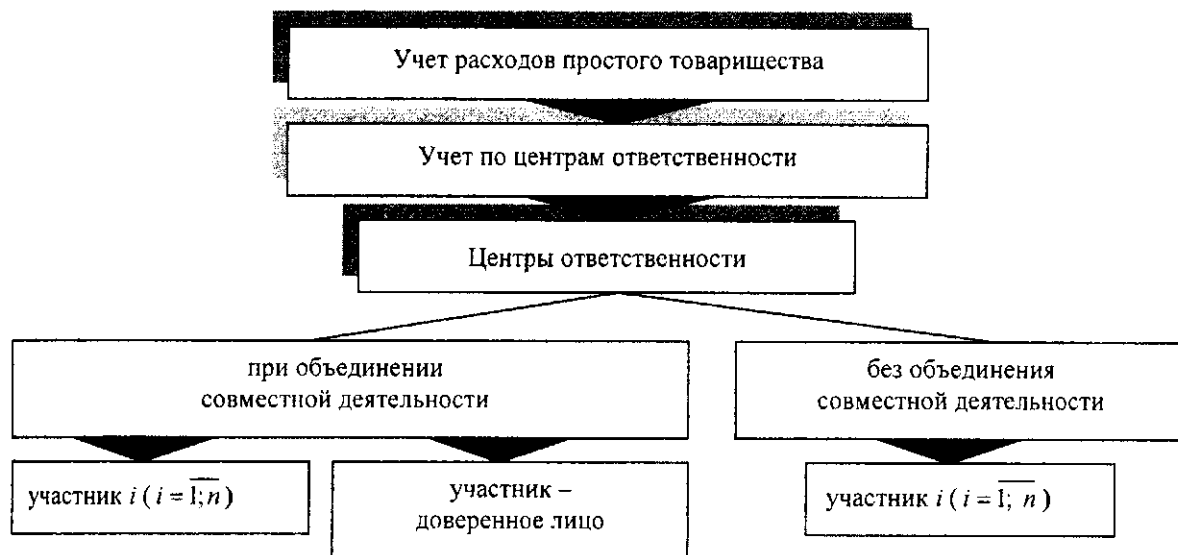 Учет расходов простого товарищества
Учет по центрам ответственности
Центры ответственности
при объединении
совместной деятельности
без объединения
совместной деятельности
участник i ( i = 1; n )
участник –
доверенное лицо
участник i ( i = 1; n )